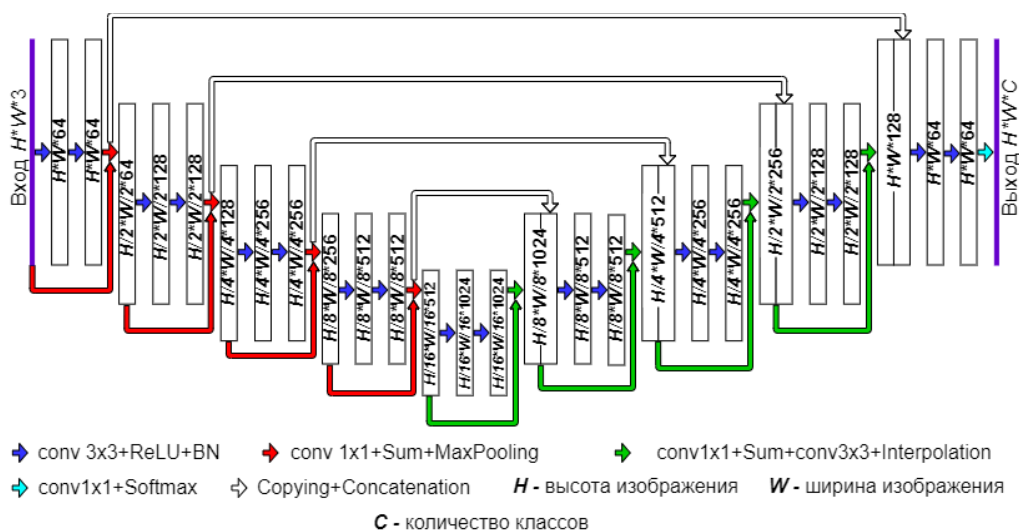 Вход H*W*3
H*W*64
H*W*64
H/2*W/2*64
H/2*W/2*128
H/2*W/2*128
H/4*W/4*128
H/4*W/4*256
H/4*W/4*256
H/8*W/8*256
H/8*W/8*512
H/8*W/8*512
H/16*W/16*512
H/16*W/16*1024
H/16*W/16*1024
H/8*W/8*1024
H/8*W/8*512
H/8*W/8*512
H/4*W/4*512
H/4*W/4*256
H/4*W/4*256
H/2*W/2*256
H/2*W/2*128
H/2*W/2*128
H*W*128
H*W*64
H*W*64
Выход H*W*C
conv 3x3+ReLU+BN
conv 1x1+Sum+MaxPooling
conv1x1+Sum+conv3x3+Interpolation
conv1x1+Softmax
Copying+Concatenation
H - высота изображения
W - ширина изображения
C - количество классов